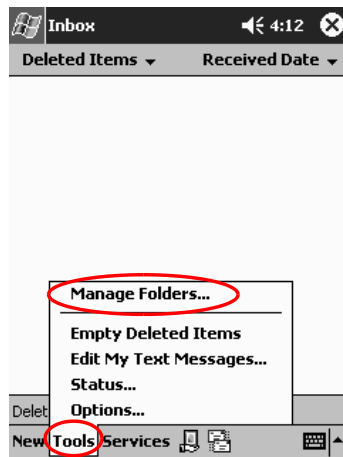 Inbox 4:12
Deleted Items Received Date
Manage Folders...
Empty Deleted Items
Edit My Text Messages...
Status...
Delet Options...
New Tools Services